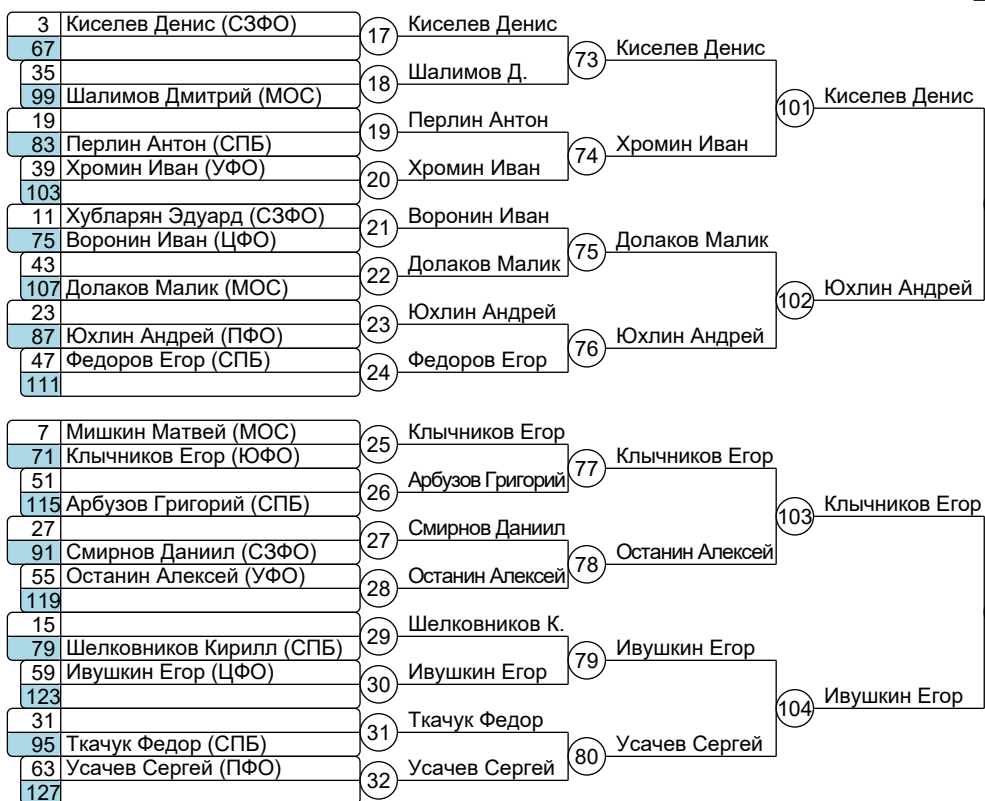 3 Киселев Денис (СЗФО)
17 Киселев Денис
67
73 Киселев Денис
35
18 Шалимов Д.
99 Шалимов Дмитрий (МОС)
101 Киселев Денис
19
19 Перлин Антон
83 Перлин Антон (СПБ)
74 Хромин Иван
39 Хромин Иван (УФО)
20 Хромин Иван
103
11 Хубларян Эдуард (СЗФО)
21 Воронин Иван
75 Воронин Иван (ЦФО)
75 Долаков Малик
43
22 Долаков Малик
107 Долаков Малик (МОС)
102 Юхлин Андрей
23
23 Юхлин Андрей
87 Юхлин Андрей (ПФО)
76 Юхлин Андрей
47 Федоров Егор (СПБ)
24 Федоров Егор
111
7 Мишкин Матвей (МОС)
25 Клычников Егор
71 Клычников Егор (ЮФО)
77 Клычников Егор
51
26 Арбузов Григорий
115 Арбузов Григорий (СПБ)
103 Клычников Егор
27
27 Смирнов Даниил
91 Смирнов Даниил (СЗФО)
78 Останин Алексей
55 Останин Алексей (УФО)
28 Останин Алексей
119
15
29 Шелковников К.
79 Шелковников Кирилл (СПБ)
79 Ивушкин Егор
59 Ивушкин Егор (ЦФО)
30 Ивушкин Егор
123
104 Ивушкин Егор
31
31 Ткачук Федор
95 Ткачук Федор (СПБ)
80 Усачев Сергей
63 Усачев Сергей (ПФО)
32 Усачев Сергей
127